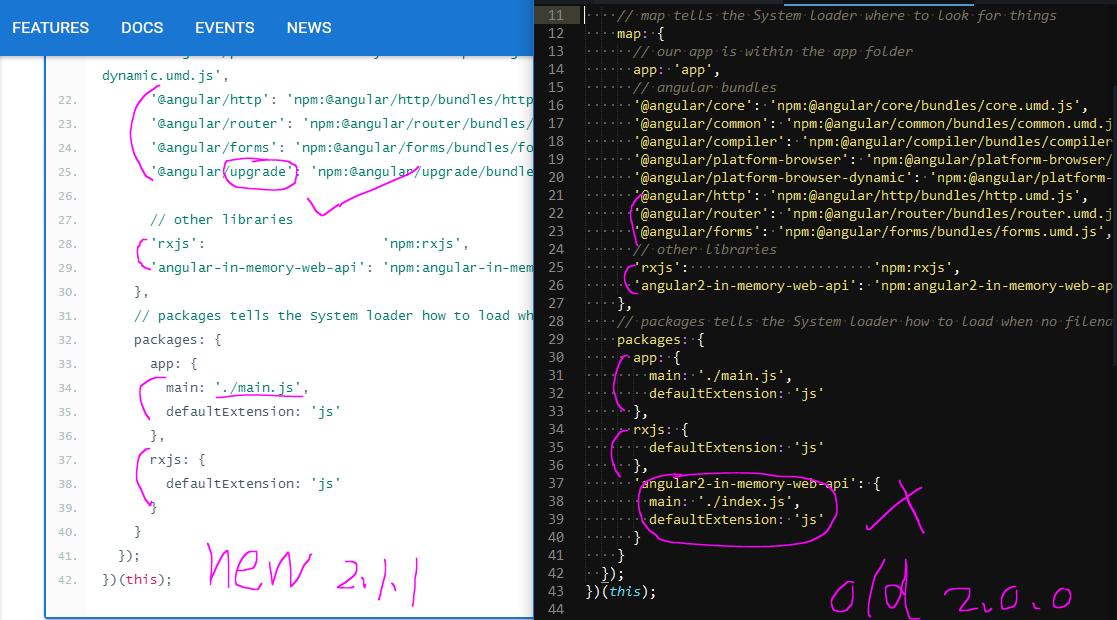 FEATURES DOCS EVENTS NEWS
dynamic.umd.js',
22. '@angular/http': 'npm:@angular/http/bundles/http
23. '@angular/router': 'npm:@angular/router/bundles/
24. '@angular/forms': 'npm:@angular/forms/bundles/fo
25. '@angular/upgrade': 'npm:@angular/upgrade/bundle
26.
27. // other libraries
28. 'rxjs': 'npm:rxjs',
29. 'angular-in-memory-web-api': 'npm:angular-in-mem
30. },
31. // packages tells the System loader how to load wh
32. packages: {
33. app: {
34. main: './main.js',
35. defaultExtension: 'js'
36. },
37. rxjs: {
38. defaultExtension: 'js'
39. }
40. }
41. });
42. })(this);
new 2.1.1
11 // map tells the System loader where to look for things
12 map: {
13 // our app is within the app folder
14 app: 'app',
15 // angular bundles
16 '@angular/core': 'npm:@angular/core/bundles/core.umd.js',
17 '@angular/common': 'npm:@angular/common/bundles/common.umd.j
18 '@angular/compiler': 'npm:@angular/compiler/bundles/compiler
19 '@angular/platform-browser': 'npm:@angular/platform-browser/
20 '@angular/platform-browser-dynamic': 'npm:@angular/platform-
21 '@angular/http': 'npm:@angular/http/bundles/http.umd.js',
22 '@angular/router': 'npm:@angular/router/bundles/router.umd.j
23 '@angular/forms': 'npm:@angular/forms/bundles/forms.umd.js',
24 // other libraries
25 'rxjs': 'npm:rxjs',
26 'angular2-in-memory-web-api': 'npm:angular2-in-memory-web-ap
27 },
28 // packages tells the System loader how to load when no filena
29 packages: {
30 app: {
31 main: './main.js',
32 defaultExtension: 'js'
33 },
34 rxjs: {
35 defaultExtension: 'js'
36 },
37 'angular2-in-memory-web-api': {
38 main: './index.js',
39 defaultExtension: 'js'
40 }
41 }
42 });
43 })(this);
44
old 2.0.0